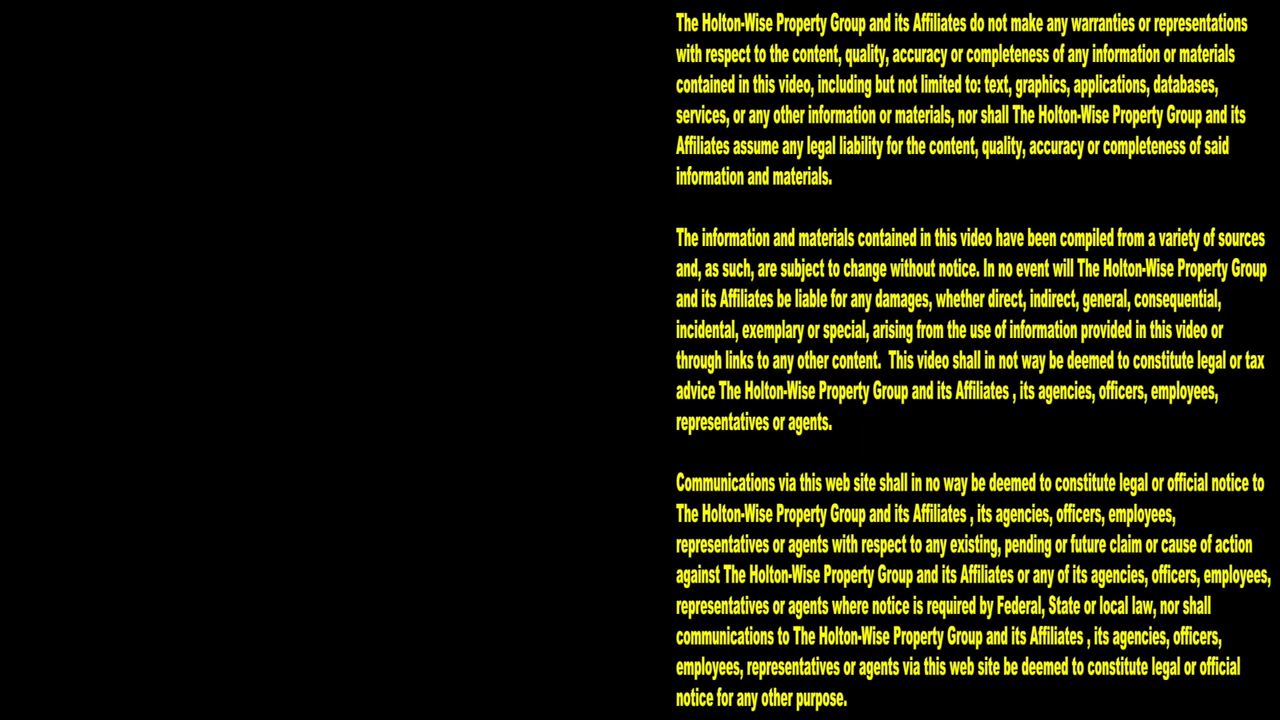 The Holton-Wise Property Group and its Affiliates do not make any warranties or representations
with respect to the content, quality, accuracy or completeness of any information or materials
contained in this video, including but not limited to: text, graphics, applications, databases,
services, or any other information or materials, nor shall The Holton-Wise Property Group and its
Affiliates assume any legal liability for the content, quality, accuracy or completeness of said
information and materials.
The information and materials contained in this video have been compiled from a variety of sources
and, as such, are subject to change without notice. In no event will The Holton-Wise Property Group
and its Affiliates be liable for any damages, whether direct, indirect, general, consequential,
incidental, exemplary or special, arising from the use of information provided in this video or
through links to any other content.  This video shall in not way be deemed to constitute legal or tax
advice The Holton-Wise Property Group and its Affiliates , its agencies, officers, employees,
representatives or agents.
Communications via this web site shall in no way be deemed to constitute legal or official notice to
The Holton-Wise Property Group and its Affiliates , its agencies, officers, employees,
representatives or agents with respect to any existing, pending or future claim or cause of action
against The Holton-Wise Property Group and its Affiliates or any of its agencies, officers, employees,
representatives or agents where notice is required by Federal, State or local law, nor shall
communications to The Holton-Wise Property Group and its Affiliates , its agencies, officers,
employees, representatives or agents via this web site be deemed to constitute legal or official
notice for any other purpose.